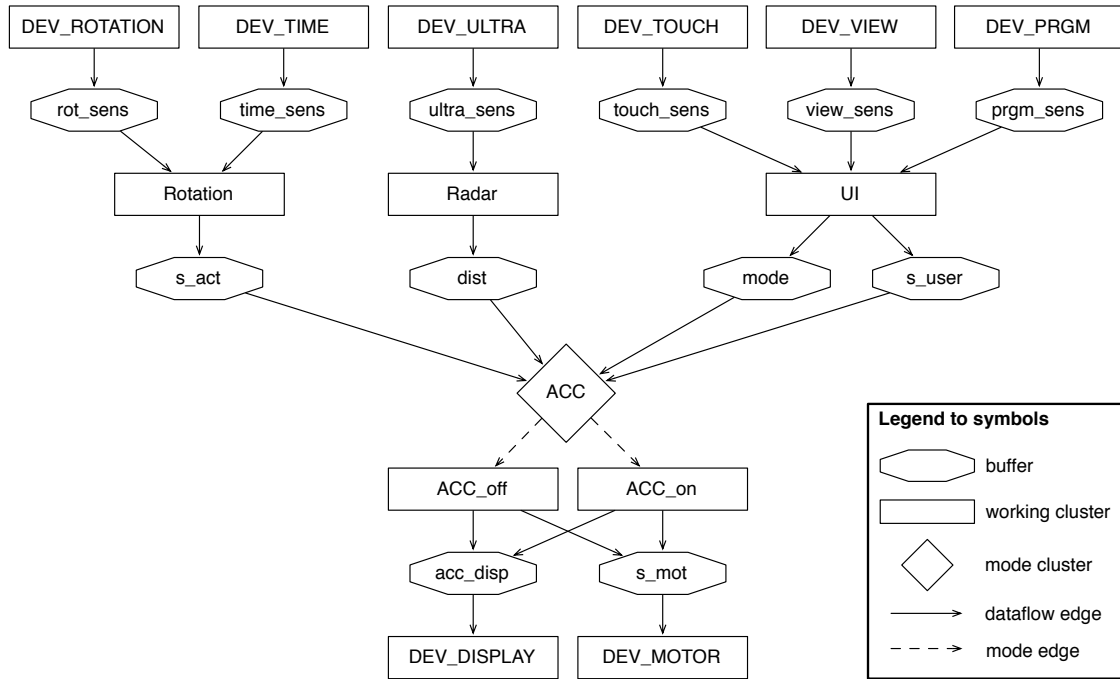 DEV_ROTATION
DEV_TIME
DEV_ULTRA
DEV_TOUCH
DEV_VIEW
DEV_PRGM
rot_sens
time_sens
ultra_sens
touch_sens
view_sens
prgm_sens
Rotation
Radar
UI
s_act
dist
mode
s_user
ACC
ACC_off
ACC_on
acc_disp
s_mot
DEV_DISPLAY
DEV_MOTOR
Legend to symbols
buffer
working cluster
mode cluster
dataflow edge
mode edge